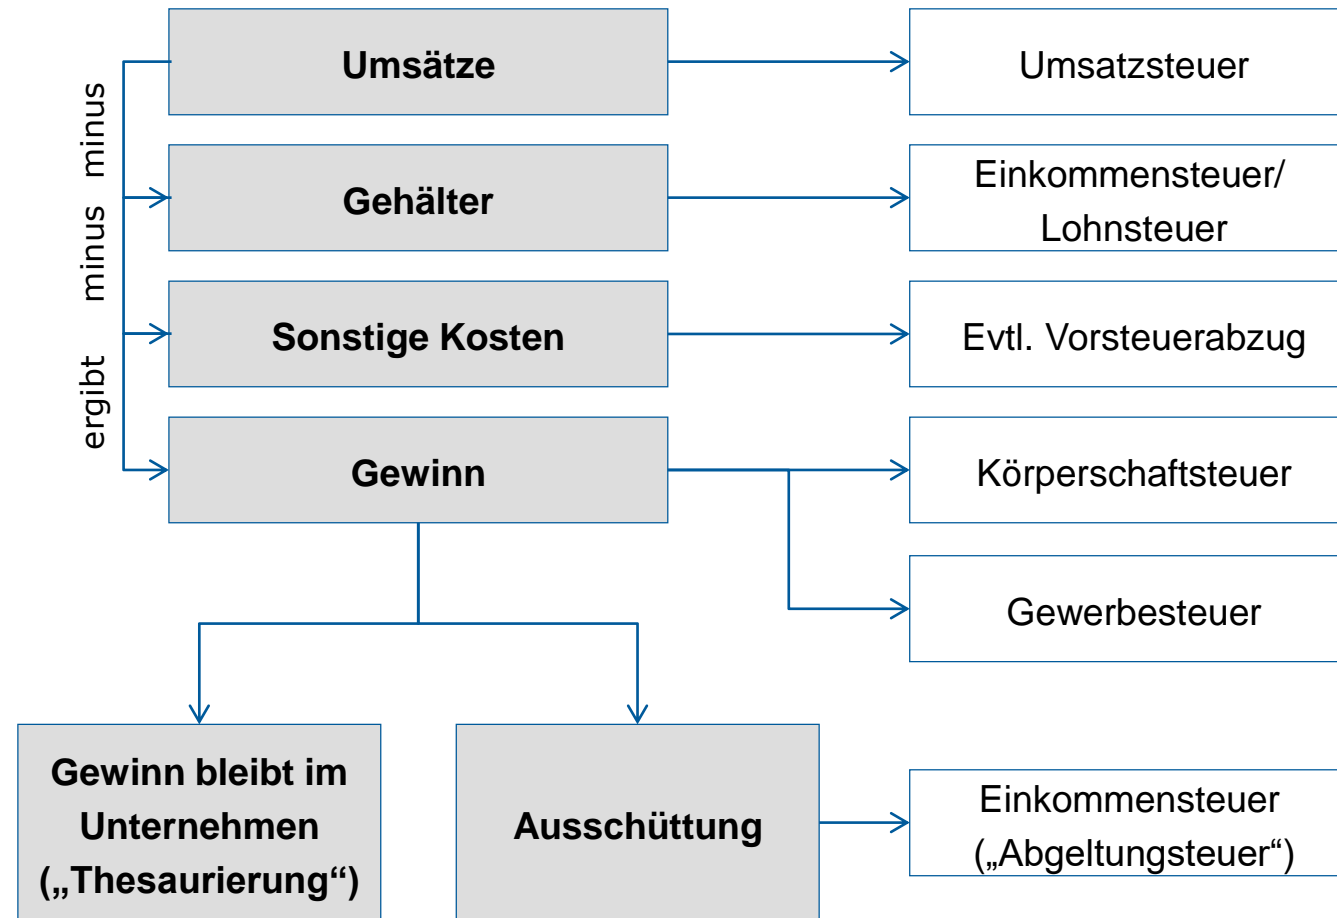 Umsätze
Umsatzsteuer
minus
Gehälter
Einkommensteuer/
Lohnsteuer
minus
Sonstige Kosten
Evtl. Vorsteuerabzug
ergibt
Gewinn
Körperschaftsteuer
Gewerbesteuer
Gewinn bleibt im
Unternehmen
(„Thesaurierung“)
Ausschüttung
Einkommensteuer
(„Abgeltungsteuer“)